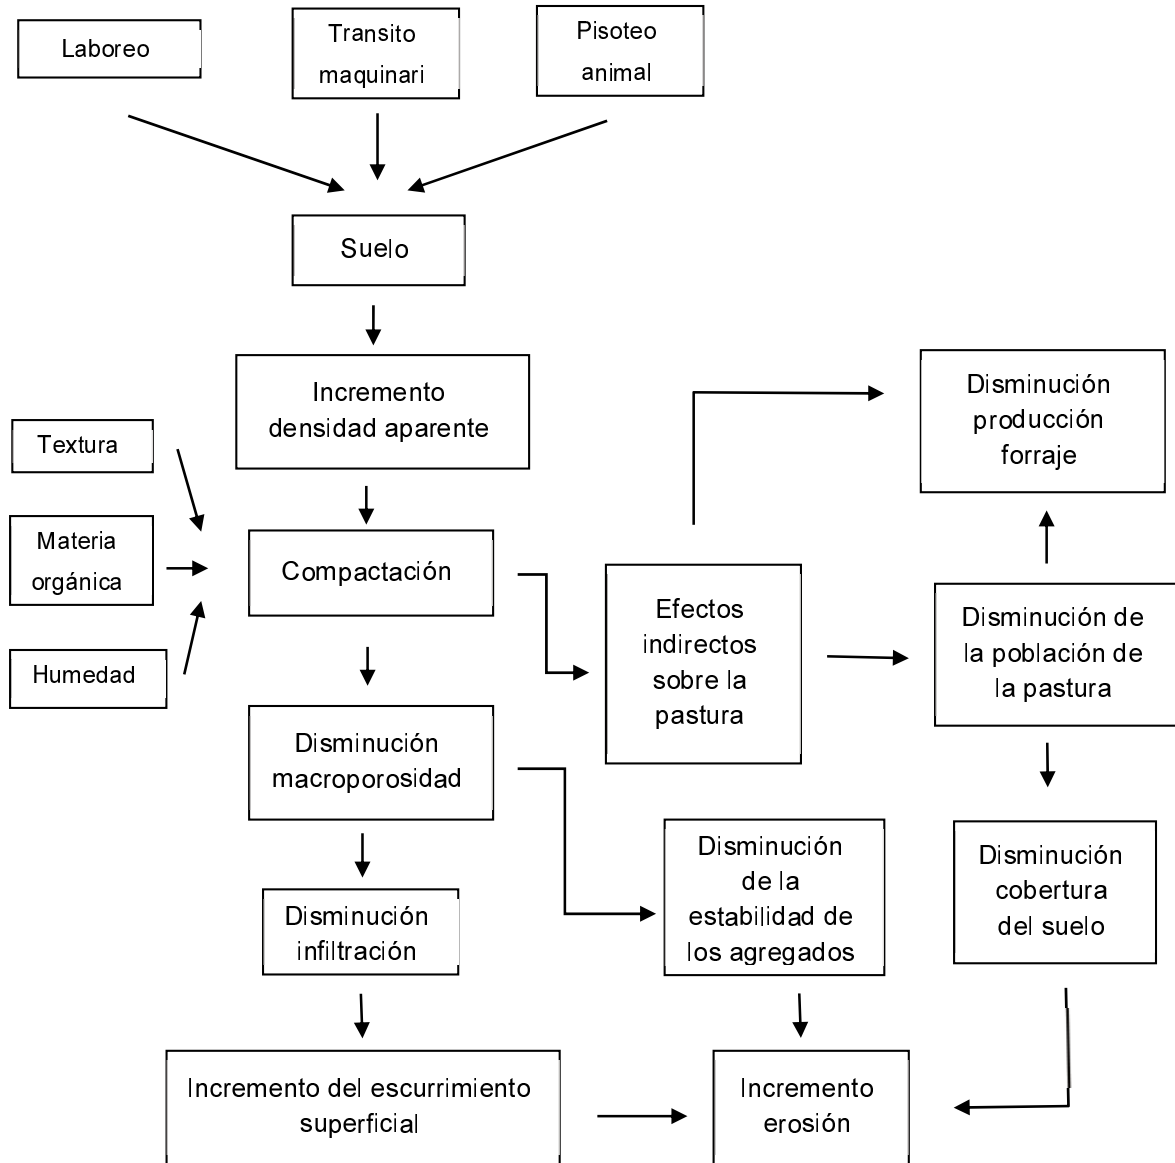 Laboreo
Transito
maquinari
Pisoteo
animal
Suelo
Incremento
densidad aparente
Disminución
producción
forraje
Textura
Materia
orgánica
Humedad
Compactación
Efectos
indirectos
sobre la
pastura
Disminución de
la población de
la pastura
Disminución
macroporosidad
Disminución
de la
estabilidad de
los agregados
Disminución
cobertura
del suelo
Disminución
infiltración
Incremento del escurrimiento
superficial
Incremento
erosión